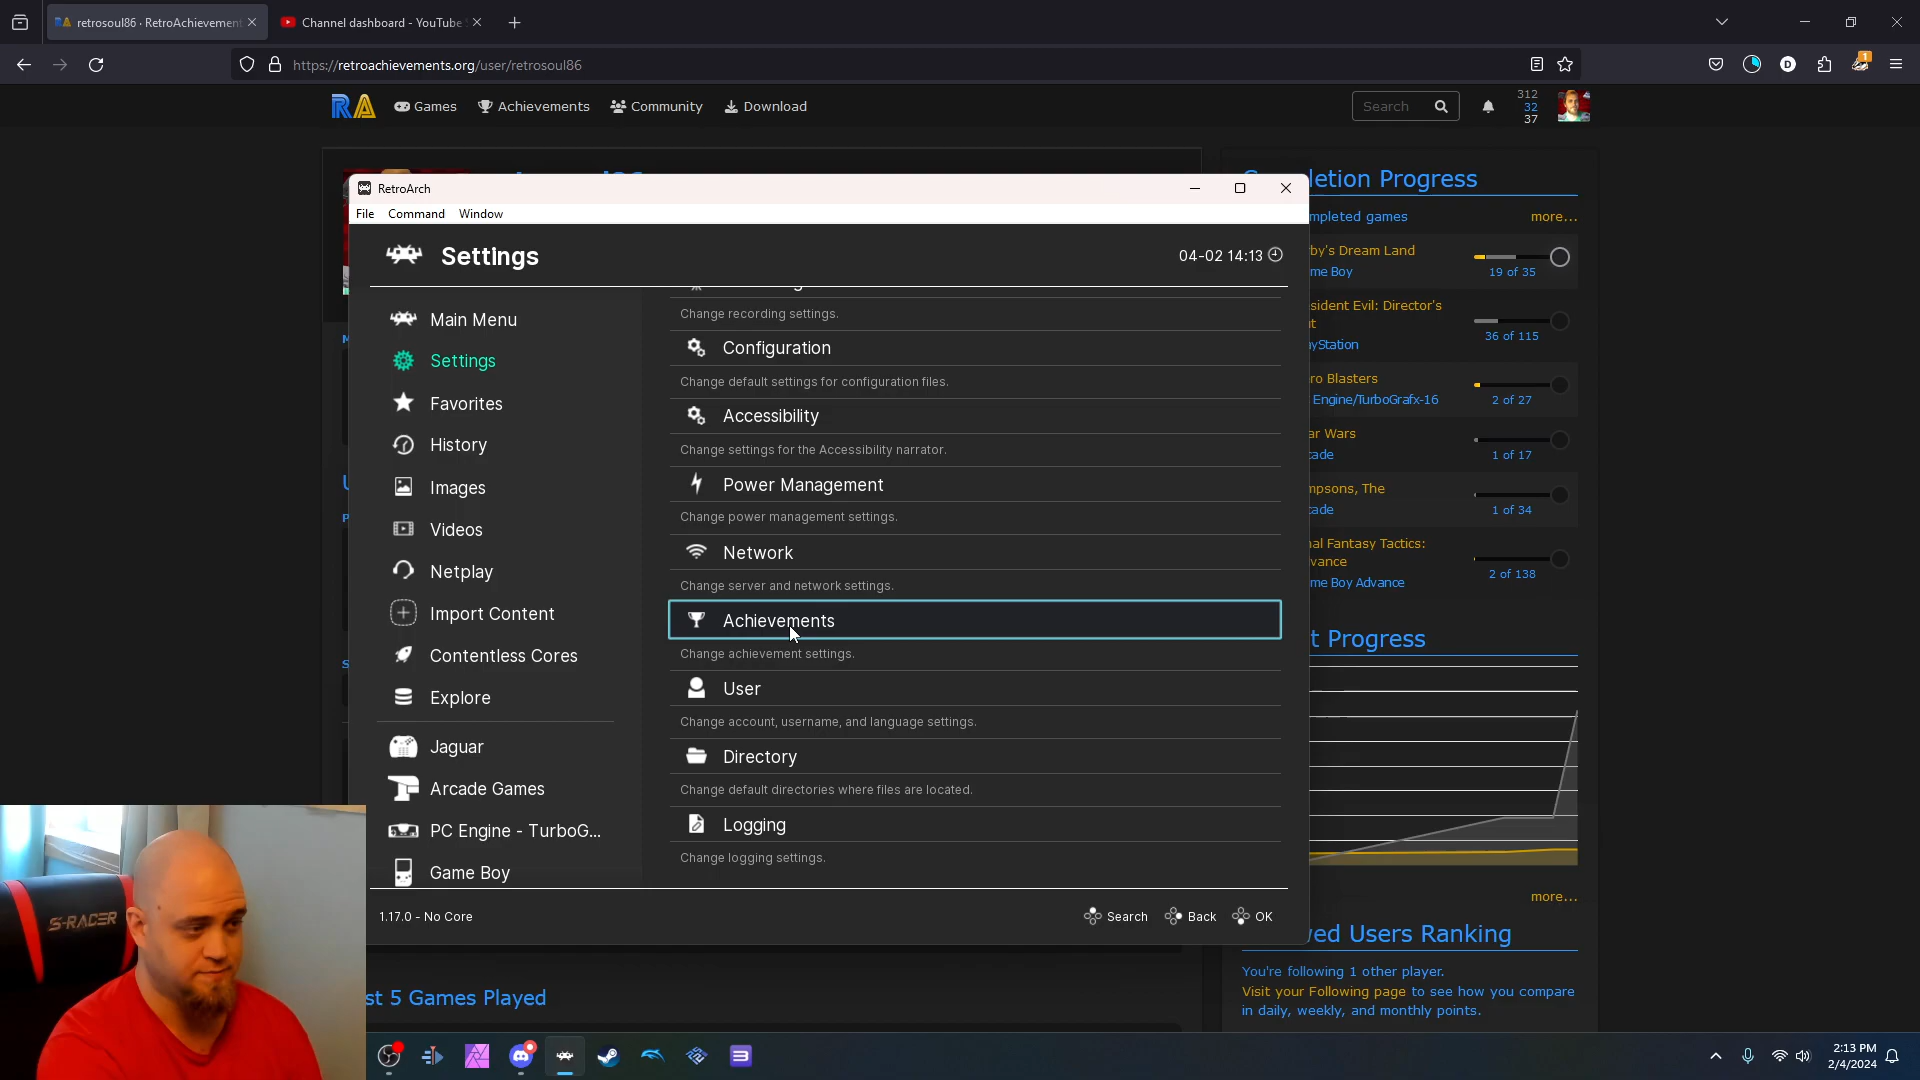 retrosoul86 · RetroAchievement
Channel dashboard - YouTube
https://retroachievements.org/user/retrosoul86
RA
Games
Achievements
Community
Download
Search
312
32
37
D
1
RetroArch
File
Command
Window
Settings
04-02 14:13
Main Menu
Settings
Favorites
History
Images
Videos
Netplay
Import Content
Contentless Cores
Explore
Jaguar
Arcade Games
PC Engine - TurboG...
Game Boy
Change recording settings.
Configuration
Change default settings for configuration files.
Accessibility
Change settings for the Accessibility narrator.
Power Management
Change power management settings.
Network
Change server and network settings.
Achievements
Change achievement settings.
User
Change account, username, and language settings.
Directory
Change default directories where files are located.
Logging
Change logging settings.
1.17.0 - No Core
Search
Back
OK
letion Progress
mpleted games
more...
by's Dream Land
me Boy
19 of 35
sident Evil: Director's
t
yStation
36 of 115
ro Blasters
Engine/TurboGrafx-16
2 of 27
ar Wars
cade
1 of 17
mpsons, The
cade
1 of 34
nal Fantasy Tactics:
vance
me Boy Advance
2 of 138
t Progress
more...
ed Users Ranking
You're following 1 other player.
Visit your Following page to see how you compare
in daily, weekly, and monthly points.
st 5 Games Played
S-RACER
2:13 PM
2/4/2024